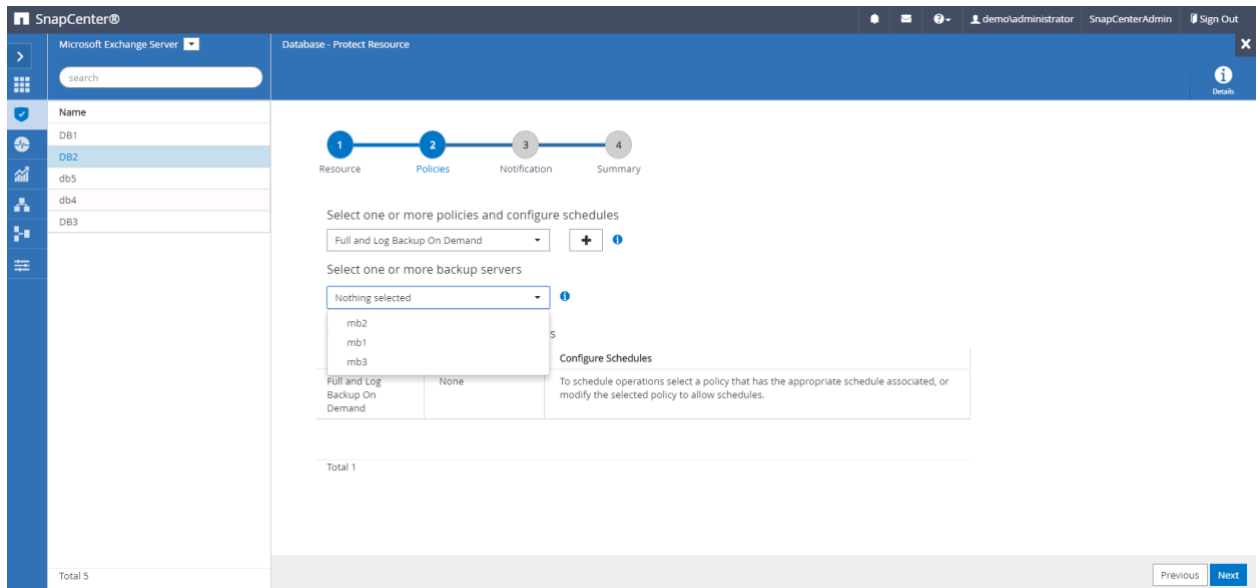 SnapCenter®
demo\administrator SnapCenterAdmin Sign Out
Microsoft Exchange Server
Database - Protect Resource
search
Details
Name
DB1
DB2
db5
db4
DB3
1 2 3 4
Resource Policies Notification Summary
Select one or more policies and configure schedules
Full and Log Backup On Demand
Select one or more backup servers
Nothing selected
mb2
mb1
mb3
s
Configure Schedules
Full and Log
Backup On
Demand
None
To schedule operations select a policy that has the appropriate schedule associated, or
modify the selected policy to allow schedules.
Total 1
Total 5
Previous Next